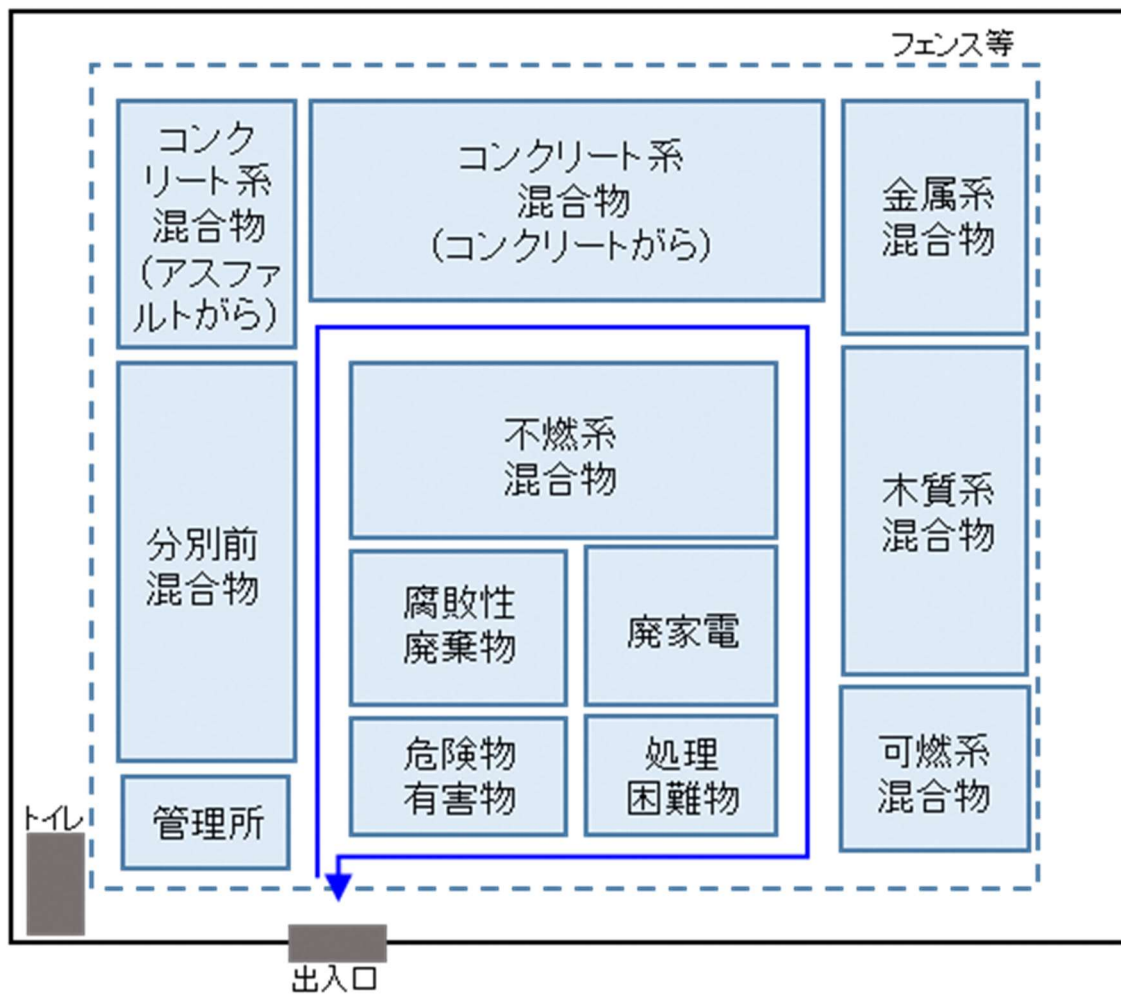 フェンス等
コンク
リート系
混合物
(アスファ
ルトがら)
コンクリート系
混合物
(コンクリートがら)
金属系
混合物
不燃系
混合物
木質系
混合物
分別前
混合物
腐敗性
廃棄物
廃家電
危険物
有害物
処理
困難物
可燃系
混合物
管理所
トイレ
出入口